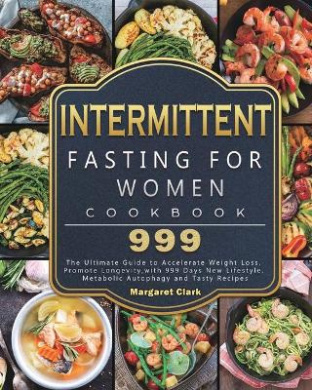 INTERMITTENT
FASTING FOR
WOMEN
COOKBOOK
999
The Ultimate Guide to Accelerate Weight Loss,
Promote Longevity,with 999 Days New Lifestyle,
Metabolic Autophagy and Tasty Recipes
Margaret Clark